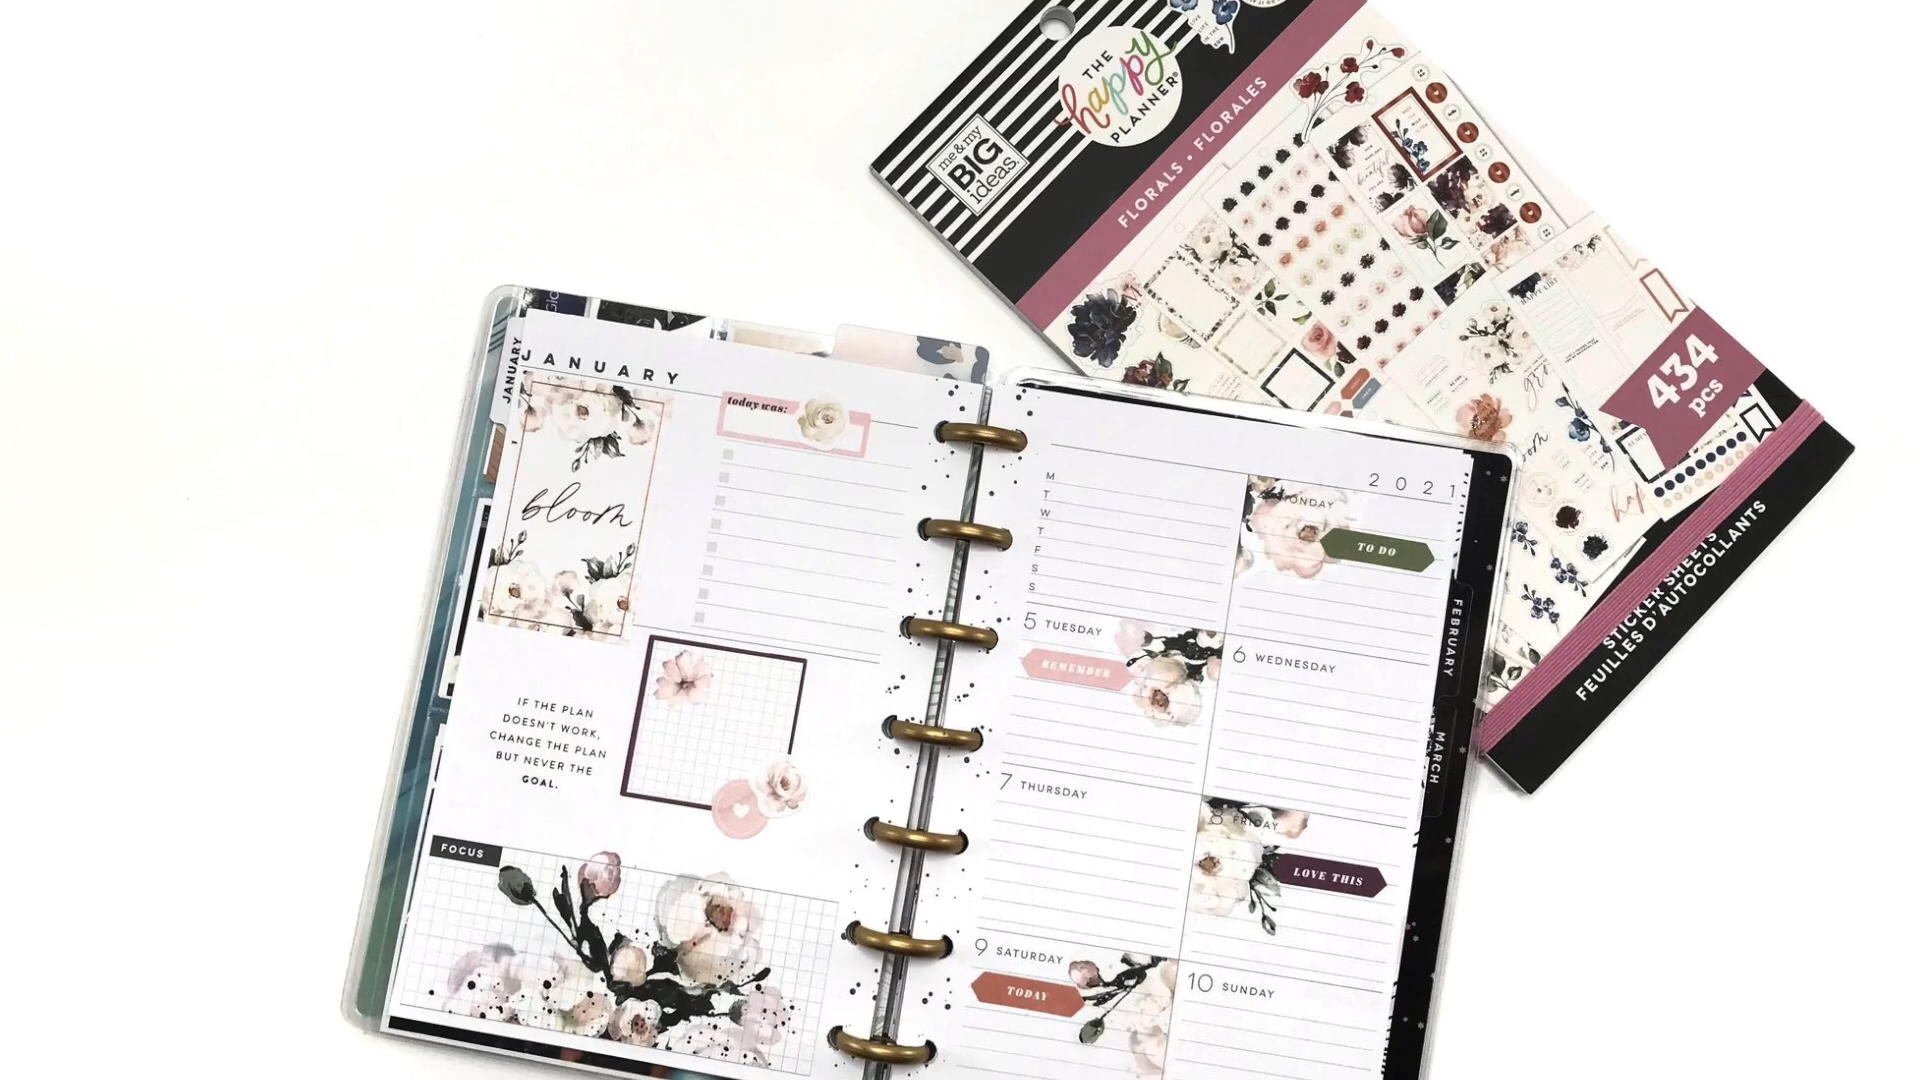 THE
happy
PLANNER®
me & my
BIG
ideas.
FLORALS • FLORALES
434
pcs
STICKER SHEETS
FEUILLES D'AUTOCOLLANTS
HAPPY LIST
JANUARY
JANUARY
today was:
bloom
IF THE PLAN
DOESN'T WORK,
CHANGE THE PLAN
BUT NEVER THE
GOAL.
FOCUS
2021
M
T
W
T
F
S
S
MONDAY
TO DO
5 TUESDAY
REMEMBER
6 WEDNESDAY
7 THURSDAY
8 FRIDAY
LOVE THIS
9 SATURDAY
TODAY
10 SUNDAY
FEBRUARY
MARCH